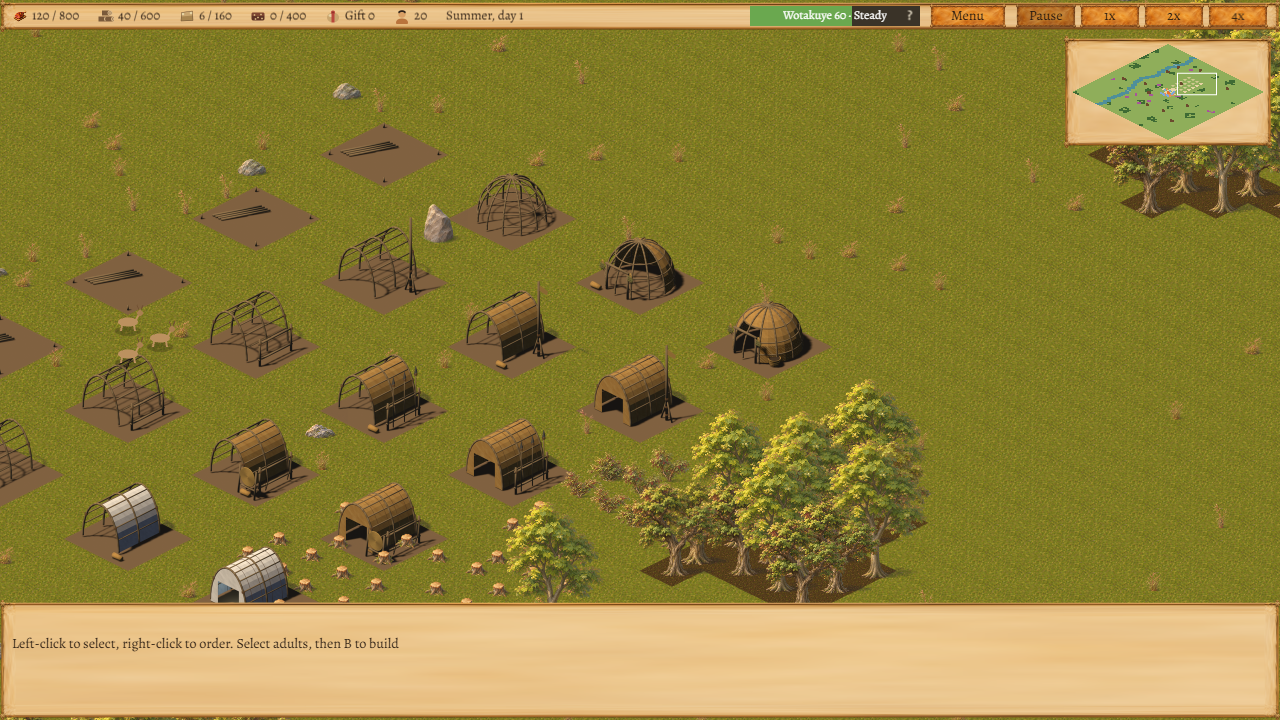 120 / 800 40 / 600 6 / 160 0 / 400 Gift 0 20 Summer, day 1 Wotakuye 60 · Steady ? Menu Pause 1x 2x 4x
Left-click to select, right-click to order. Select adults, then B to build